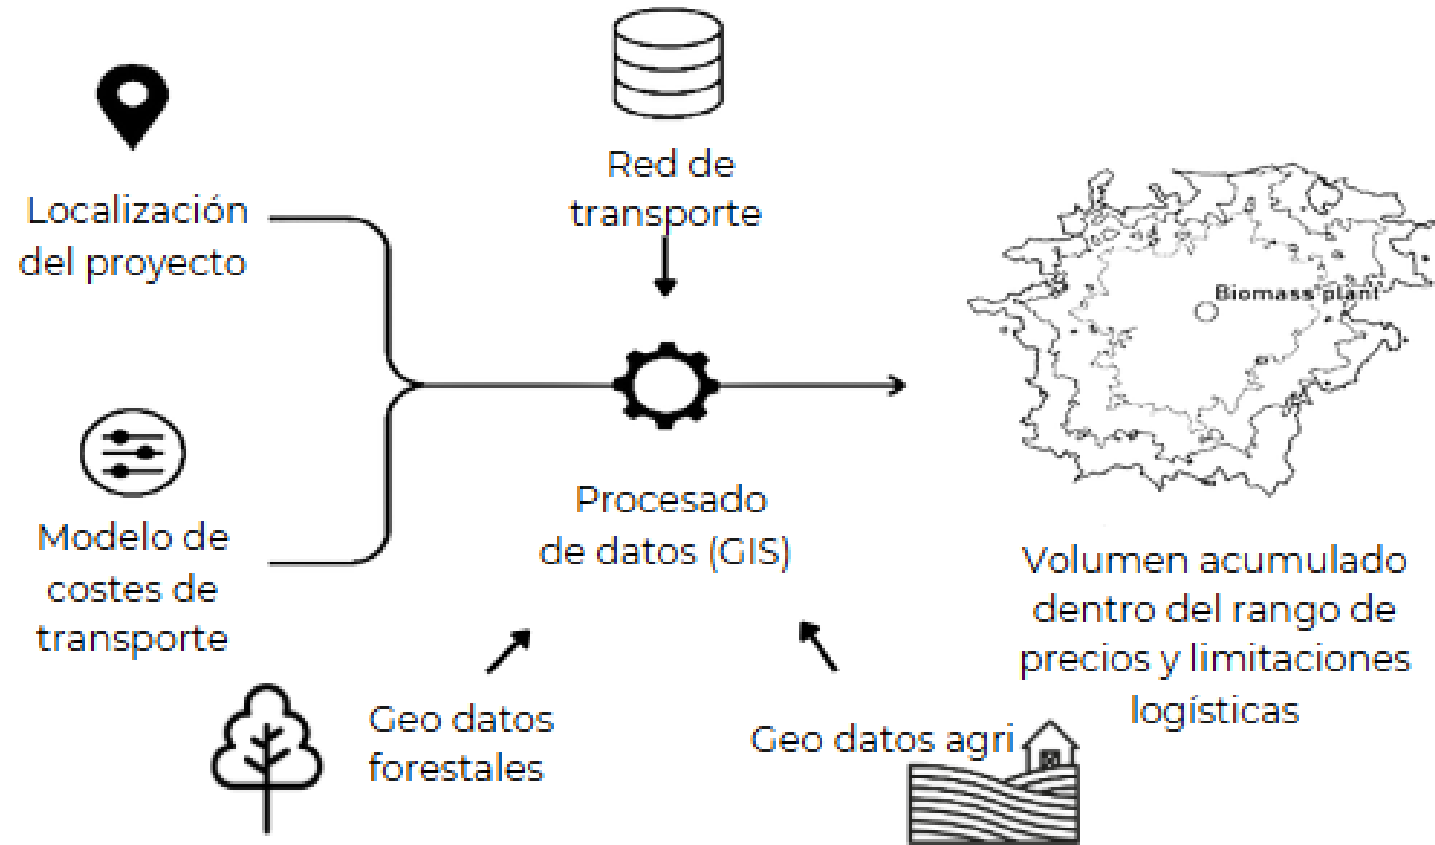 Localización
del proyecto
Modelo de
costes de
transporte
Red de
transporte
Procesado
de datos (GIS)
Geo datos
forestales
Geo datos agri
Biomass plant
Volumen acumulado
dentro del rango de
precios y limitaciones
logísticas